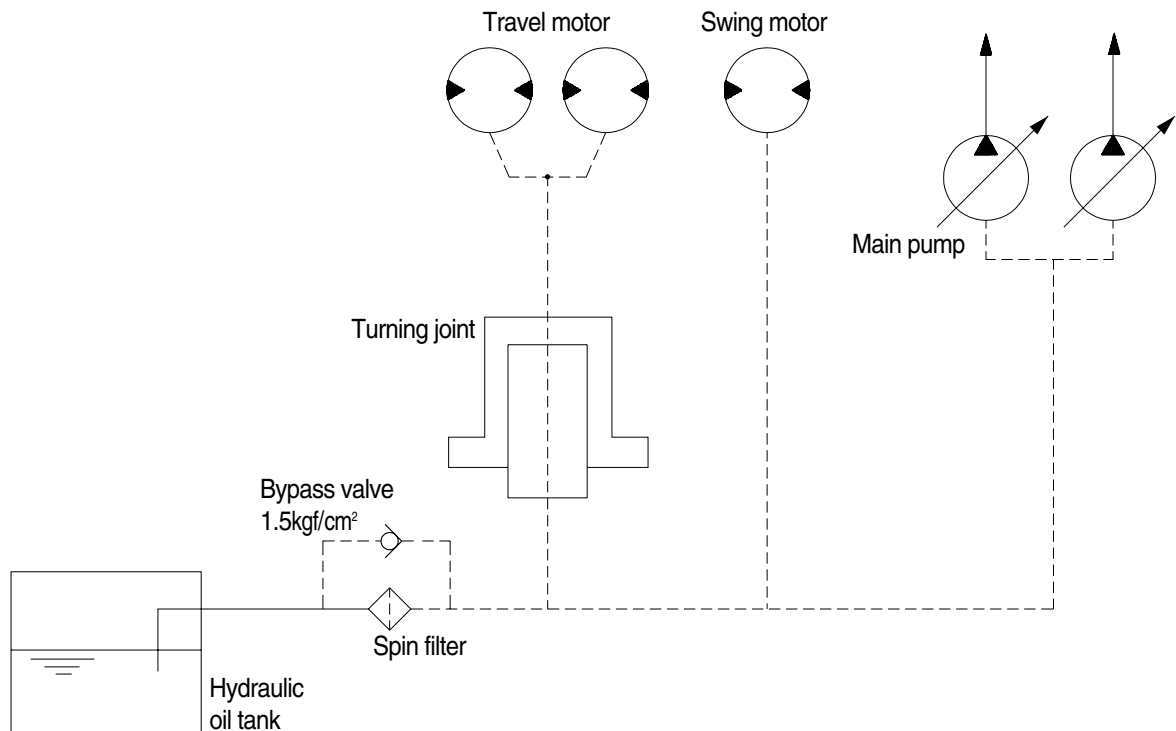 Travel motor
Swing motor
Main pump
Turning joint
Bypass valve
1.5kgf/cm²
Spin filter
Hydraulic
oil tank